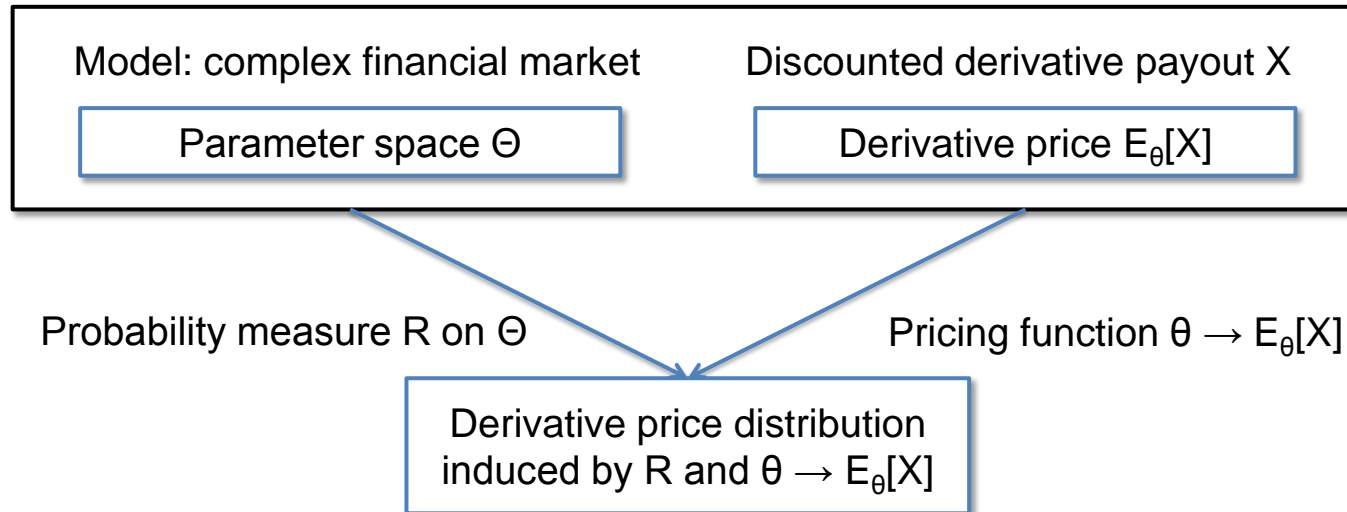 Model: complex financial market
Discounted derivative payout X
Parameter space Θ
Derivative price E_θ[X]
Probability measure R on Θ
Pricing function θ → E_θ[X]
Derivative price distribution
induced by R and θ → E_θ[X]